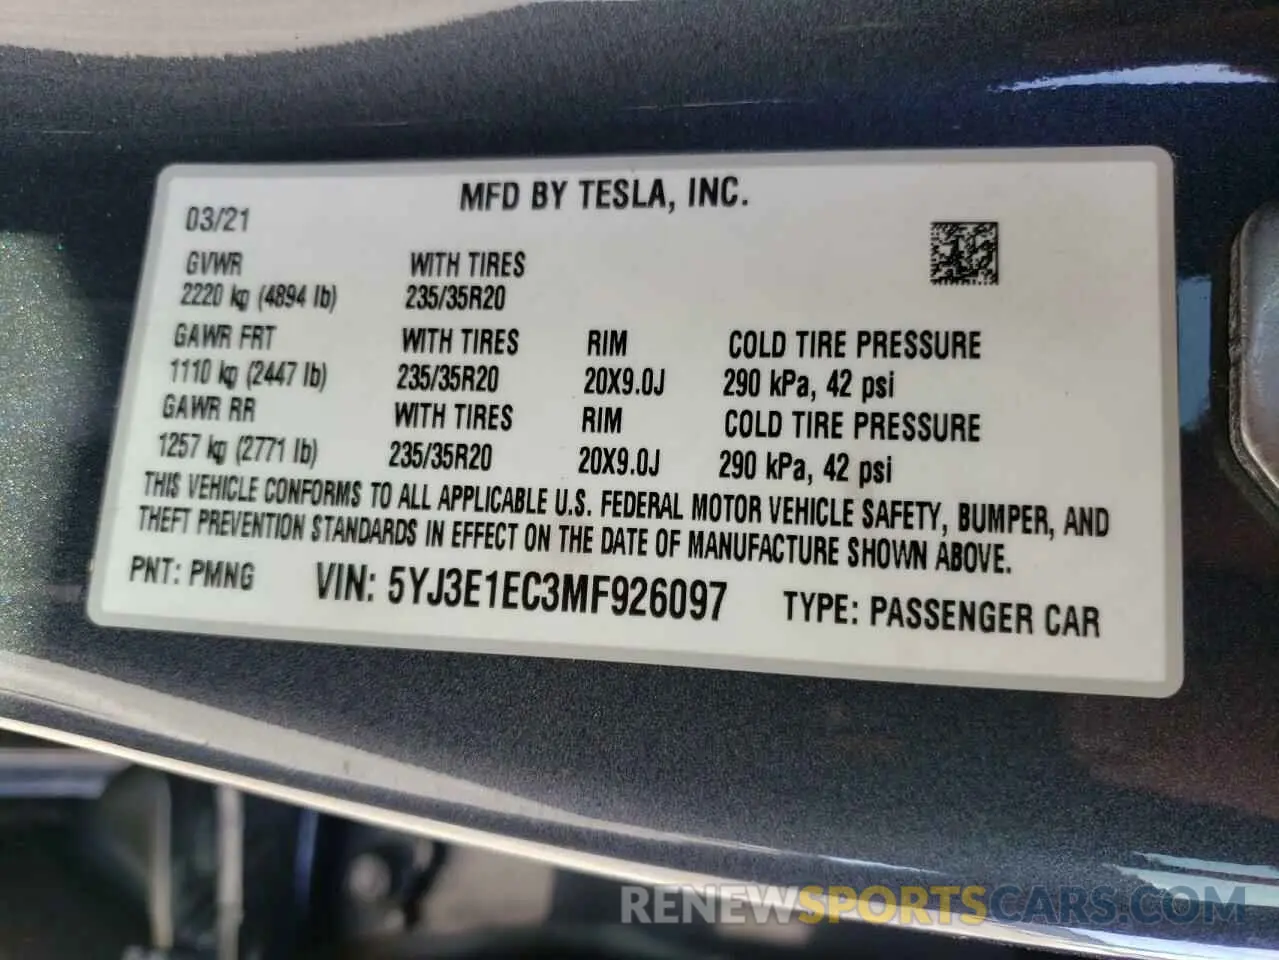 MFD BY TESLA, INC.
03/21
GVWR WITH TIRES
2220 kg (4894 lb) 235/35R20
GAWR FRT WITH TIRES RIM COLD TIRE PRESSURE
1110 kg (2447 lb) 235/35R20 20X9.0J 290 kPa, 42 psi
GAWR RR WITH TIRES RIM COLD TIRE PRESSURE
1257 kg (2771 lb) 235/35R20 20X9.0J 290 kPa, 42 psi
THIS VEHICLE CONFORMS TO ALL APPLICABLE U.S. FEDERAL MOTOR VEHICLE SAFETY, BUMPER, AND
THEFT PREVENTION STANDARDS IN EFFECT ON THE DATE OF MANUFACTURE SHOWN ABOVE.
PNT: PMNG VIN: 5YJ3E1EC3MF926097 TYPE: PASSENGER CAR
RENEWSPORTSCARS.COM